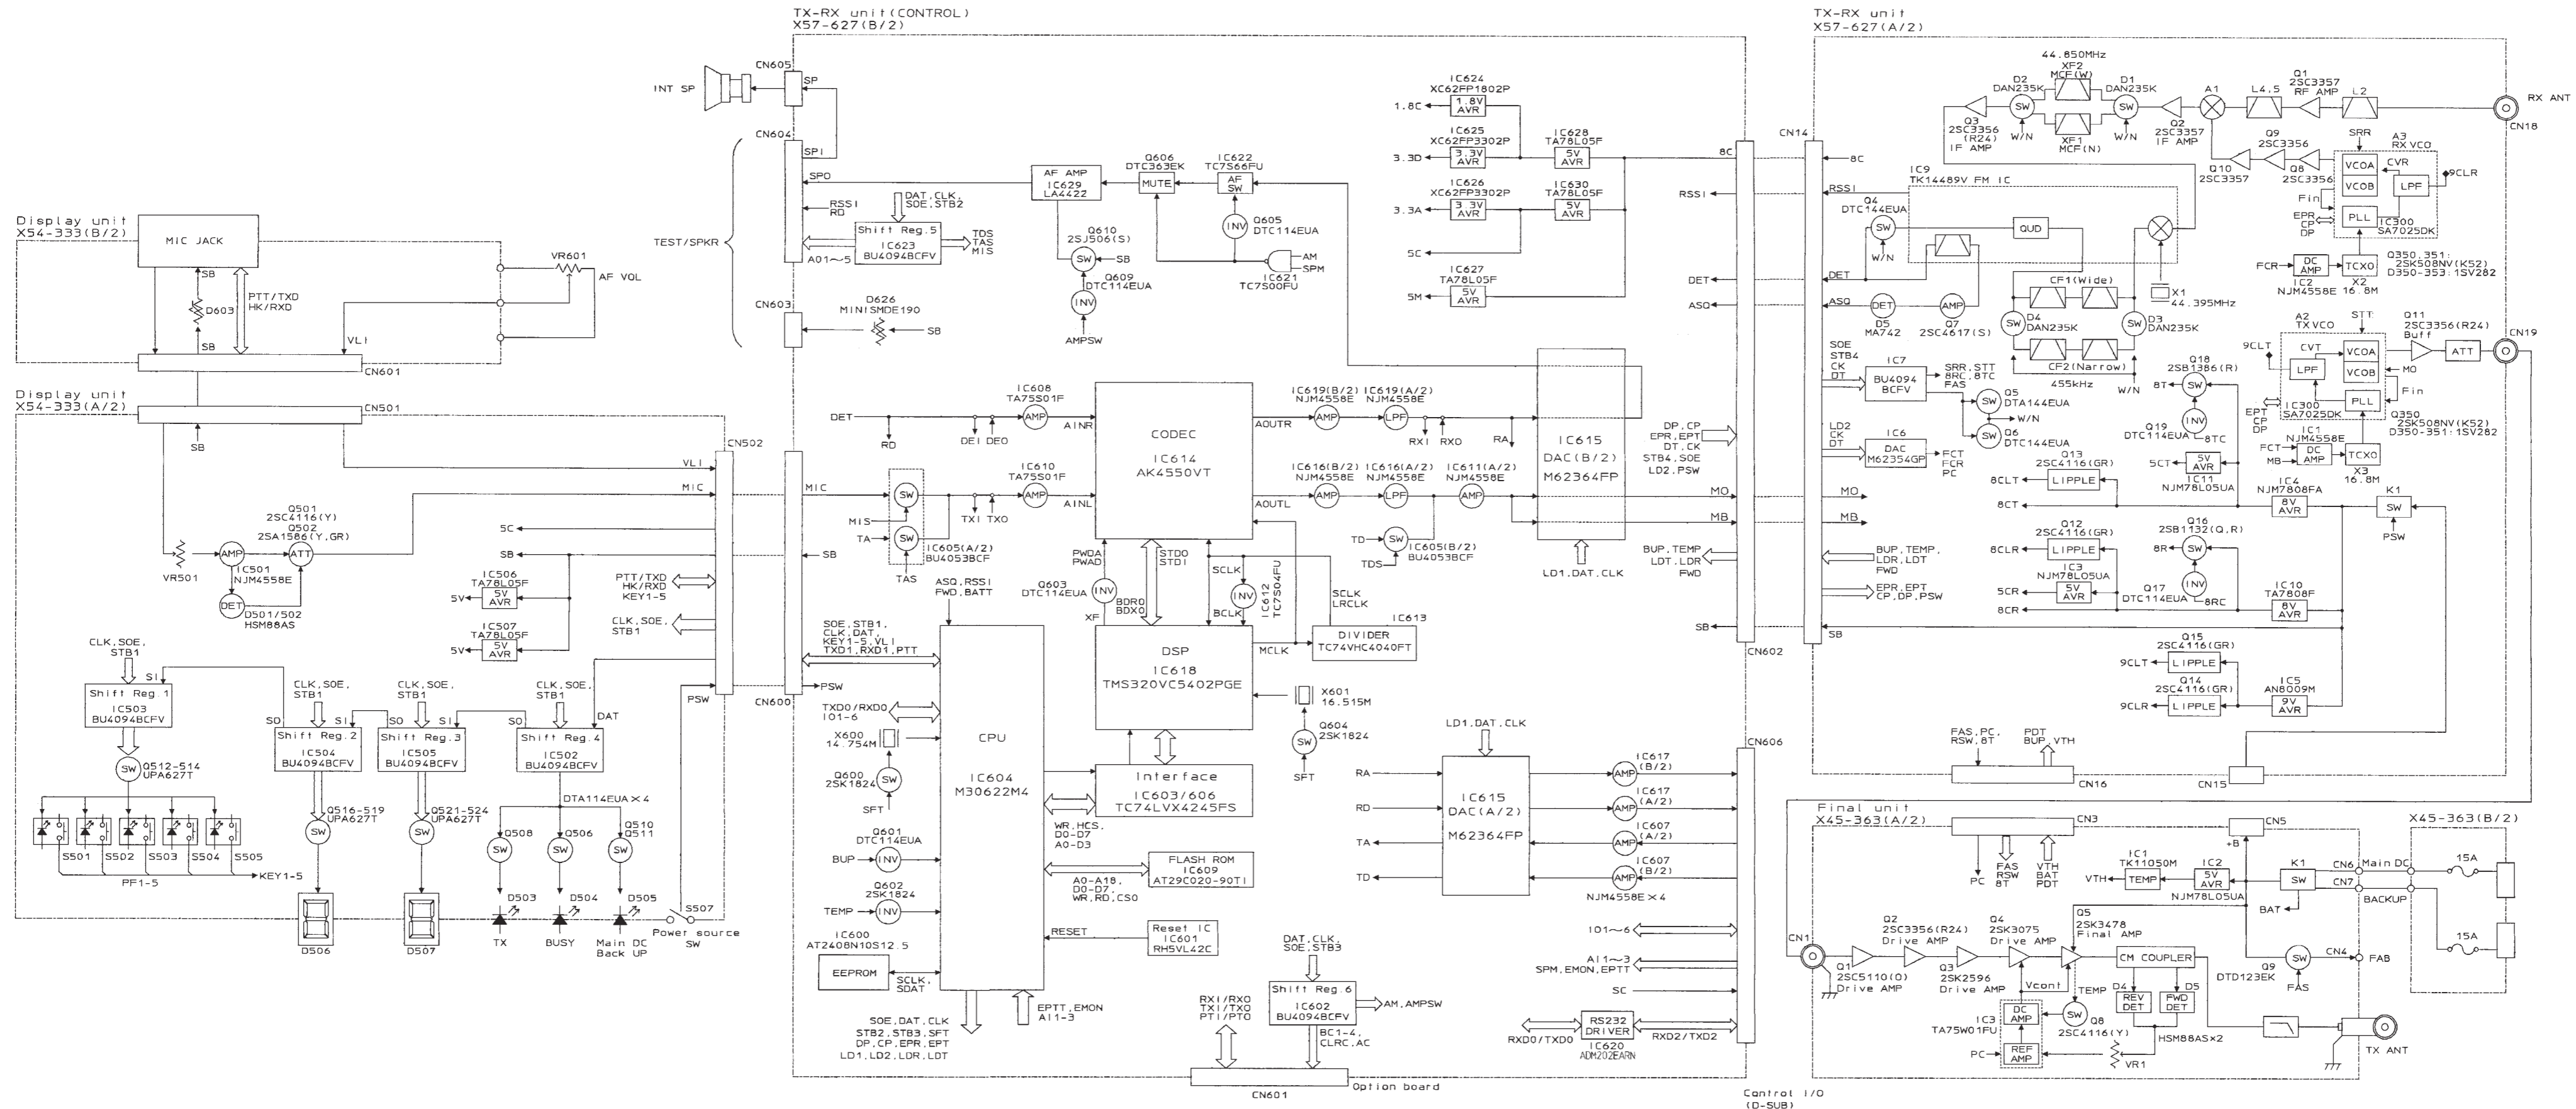 TX-RX unit(CONTROL)
X57-627(B/2)
TX-RX unit
X57-627(A/2)
INT SP
CN605
SP
CN604
SPI
SPO
RSSI
RD
DAT,CLK,
SOE,STB2
Shift Reg.5
IC623
BU4094BCFV
A01~5
TDS
TAS
MIS
TEST/SPKR
CN603
D626
MINISMDE190
SB
AF AMP
IC629
LA4422
Q610
2SJ506(S)
SW
SB
Q609
DTC114EUA
INV
AMPSW
Q606
DTC363EK
MUTE
IC622
TC7S66FU
AF
SW
INV
Q605
DTC114EUA
AM
SPM
IC621
TC7S00FU
IC624
XC62FP1802P
1.8C
1.8V
AVR
IC625
XC62FP3302P
3.3D
3.3V
AVR
IC628
TA78L05F
5V
AVR
IC626
XC62FP3302P
3.3A
3.3V
AVR
IC630
TA78L05F
5V
AVR
5C
IC627
TA78L05F
5M
5V
AVR
8C
RSSI
DET
ASQ
CN14
8C
RSSI
DET
ASQ
Display unit
X54-333(B/2)
MIC JACK
SB
D603
SB
PTT/TXD
HK/RXD
VR601
AF VOL
VLI
CN601
Display unit
X54-333(A/2)
CN501
SB
VLI
MIC
CN502
Q501
2SC4116(Y)
Q502
2SA1586(Y,GR)
VR501
AMP
IC501
NJM4558E
ATT
DET
D501/502
HSM88AS
5C
SB
IC506
TA78L05F
5V
5V
AVR
IC507
TA78L05F
5V
5V
AVR
PTT/TXD
HK/RXD
KEY1-5
CLK,SOE,
STB1
PSW
CLK,SOE,
STB1
SI
Shift Reg.1
IC503
BU4094BCFV
SO
CLK,SOE,
STB1
SI
Shift Reg.2
IC504
BU4094BCFV
SO
CLK,SOE,
STB1
SI
Shift Reg.3
IC505
BU4094BCFV
SO
CLK,SOE,
STB1
DAT
Shift Reg.4
IC502
BU4094BCFV
SW
Q512-514
UPA627T
S501
S502
S503
S504
S505
PF1-5
KEY1-5
Q516-519
UPA627T
SW
D506
Q521-524
UPA627T
SW
D507
DTA114EUA×4
Q508
SW
Q506
SW
Q510
Q511
SW
D503
TX
D504
BUSY
D505
Main DC
Back UP
S507
Power source
SW
DET
RD
DEI
DEO
IC608
TA75S01F
AMP
AINR
MIC
MIS
SW
TA
SW
TAS
IC605(A/2)
BU4053BCF
TXI
TXO
IC610
TA75S01F
AMP
AINL
CODEC
IC614
AK4550VT
AOUTR
AOUTL
IC619(B/2)
NJM4558E
AMP
IC619(A/2)
NJM4558E
LPF
RXI
RXO
RA
IC616(B/2)
NJM4558E
AMP
IC616(A/2)
NJM4558E
LPF
IC611(A/2)
NJM4558E
AMP
TD
SW
TDS
IC605(B/2)
BU4053BCF
IC615
DAC(B/2)
M62364FP
LD1,DAT,CLK
DP,CP
EPR,EPT
DT,CK
STB4,SOE
LD2,PSW
MO
MB
BUP,TEMP
LDT,LDR
FWD
SB
CN602
SB
PSW
CN600
SOE,STB1,
CLK,DAT,
KEY1-5,VLI
TXD1,RXD1,PTT
TXD0/RXD0
IO1-6
X600
14.754M
Q600
2SK1824
SW
SFT
Q601
DTC114EUA
BUP
INV
Q602
2SK1824
TEMP
INV
IC600
AT2408N10S12.5
EEPROM
SCLK,
SDAT
ASQ,RSSI
FWD,BATT
CPU
IC604
M30622M4
SOE,DAT,CLK
STB2,STB3,SFT
DP,CP,EPR,EPT
LD1,LD2,LDR,LDT
EPTT,EMON
AI1-3
PWDA
PWAD
Q603
DTC114EUA
INV
XF
BDRO
BDXO
STDO
STDI
SCLK
INV
BCLK
IC612
TC7S04FU
SCLK
LRCLK
IC613
DIVIDER
TC74VHC4040FT
MCLK
DSP
IC618
TMS320VC5402PGE
X601
16.515M
Q604
2SK1824
SW
SFT
Interface
IC603/606
TC74LVX4245FS
WR,HCS,
D0-D7
A0-D3
FLASH ROM
IC609
AT29C020-90TI
A0-A18,
D0-D7,
WR,RD,CS0
RESET
Reset IC
IC601
RH5VL42C
DAT,CLK,
SOE,STB3
Shift Reg.6
IC602
BU4094BCFV
AM,AMPSW
BC1-4,
CLRC,AC
RXI/RXO
TXI/TXO
PTI/PTO
CN601
Option board
LD1,DAT,CLK
RA
RD
TA
TD
IC615
DAC(A/2)
M62364FP
IC617
(B/2)
AMP
IC617
(A/2)
AMP
IC607
(A/2)
AMP
IC607
(B/2)
AMP
NJM4558E×4
CN606
IO1~6
AI1~3
SPM,EMON,EPTT
SC
RS232
DRIVER
IC620
ADM202EARN
RXD0/TXD0
RXD2/TXD2
Control I/O
(D-SUB)
44.850MHz
XF2
MCF(W)
D2
DAN235K
SW
W/N
D1
DAN235K
SW
W/N
XF1
MCF(N)
Q3
2SC3356
(R24)
IF AMP
Q2
2SC3357
IF AMP
A1
L4,5
Q1
2SC3357
RF AMP
L2
RX ANT
CN18
Q9
2SC3356
Q10
2SC3357
Q8
2SC3356
SRR
A3
RX VCO
VCOA
VCOB
CVR
LPF
9CLR
Fin
EPR
CP
DP
PLL
IC300
SA7025DK
FCR
DC
AMP
IC2
NJM4558E
TCXO
X2
16.8M
Q350,351:
2SK508NV(K52)
D350-353:1SV282
IC9
TK14489V FM IC
Q4
DTC144EUA
SW
W/N
QUD
X1
44.395MHz
DET
D5
MA742
AMP
Q7
2SC4617(S)
CF1(Wide)
SW
D4
DAN235K
SW
D3
DAN235K
CF2(Narrow)
455kHz
W/N
SOE
STB4
CK
DT
IC7
BU4094
BCFV
SRR,STT
8RC,8TC
FAS
SW
Q5
DTA144EUA
W/N
SW
Q6
DTC144EUA
LD2
CK
DT
IC6
DAC
M62354GP
FCT
FCR
PC
MO
MB
BUP,TEMP,
LDR,LDT
FWD
EPR,EPT
CP,DP,PSW
SB
STT
A2
TX VCO
9CLT
CVT
LPF
VCOA
VCOB
MO
Fin
PLL
IC300
SA7025DK
EPT
CP
DP
Q11
2SC3356(R24)
Buff
ATT
CN19
Q350
2SK508NV(K52)
D350-351:1SV282
IC1
NJM4558E
FCT
MB
DC
AMP
TCXO
X3
16.8M
Q18
2SB1386(R)
8T
SW
INV
Q19
DTC114EUA
8TC
5CT
5V
AVR
IC11
NJM78L05UA
Q13
2SC4116(GR)
8CLT
LIPPLE
8CT
IC4
NJM7808FA
8V
AVR
K1
SW
PSW
Q12
2SC4116(GR)
8CLR
LIPPLE
IC3
NJM78L05UA
5CR
5V
AVR
8CR
Q16
2SB1132(Q,R)
8R
SW
INV
Q17
DTC114EUA
8RC
IC10
TA7808F
8V
AVR
Q15
2SC4116(GR)
9CLT
LIPPLE
Q14
2SC4116(GR)
9CLR
LIPPLE
IC5
AN8009M
9V
AVR
FAS,PC,
RSW,8T
PDT
BUP,VTH
CN16
CN15
Final unit
X45-363(A/2)
X45-363(B/2)
CN3
PC
FAS
RSW
8T
VTH
BAT
PDT
CN5
+B
IC1
TK11050M
VTH
TEMP
IC2
5V
AVR
NJM78L05UA
K1
SW
BAT
CN6
Main DC
CN7
BACKUP
15A
15A
CN1
Q1
2SC5110(O)
Drive AMP
Q2
2SC3356(R24)
Drive AMP
Q3
2SK2596
Drive AMP
Q4
2SK3075
Drive AMP
Q5
2SK3478
Final AMP
CM COUPLER
Vcont
TEMP
SW
Q8
2SC4116(Y)
D4
REV
DET
D5
FWD
DET
HSM88AS×2
IC3
TA75W01FU
DC
AMP
REF
AMP
PC
VR1
Q9
DTD123EK
SW
FAS
CN4
FAB
TX ANT